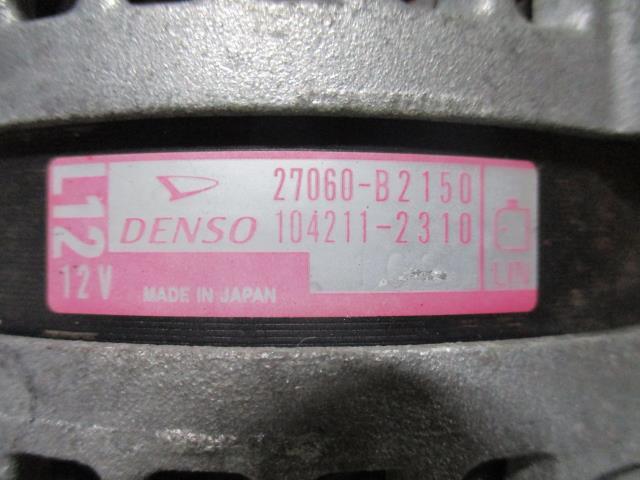 L12
27060-B2150
DENSO 104211-2310
12V
MADE IN JAPAN
LIN